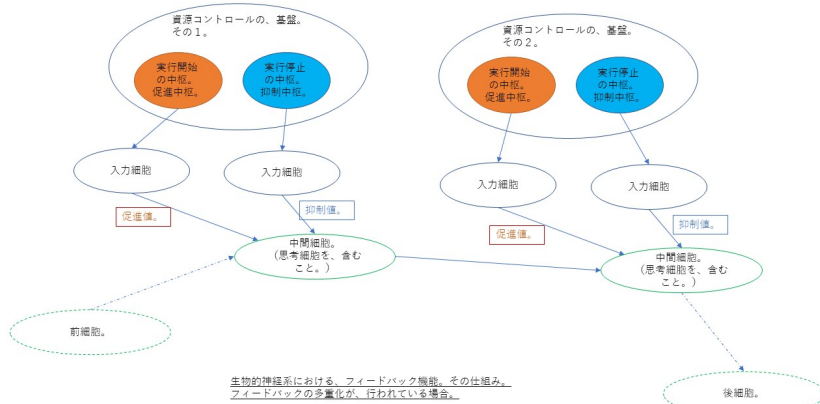 資源コントロールの、基盤。
その１。
実行開始
の中枢。
促進中枢。
実行停止
の中枢。
抑制中枢。
入力細胞
入力細胞
促進値。
抑制値。
中間細胞。
（思考細胞を、含む
こと。）
前細胞。
資源コントロールの、基盤。
その２。
実行開始
の中枢。
促進中枢。
実行停止
の中枢。
抑制中枢。
入力細胞
入力細胞
促進値。
抑制値。
中間細胞。
（思考細胞を、含む
こと。）
後細胞。
生物的神経系における、フィードバック機能。その仕組み。
フィードバックの多重化が、行われている場合。